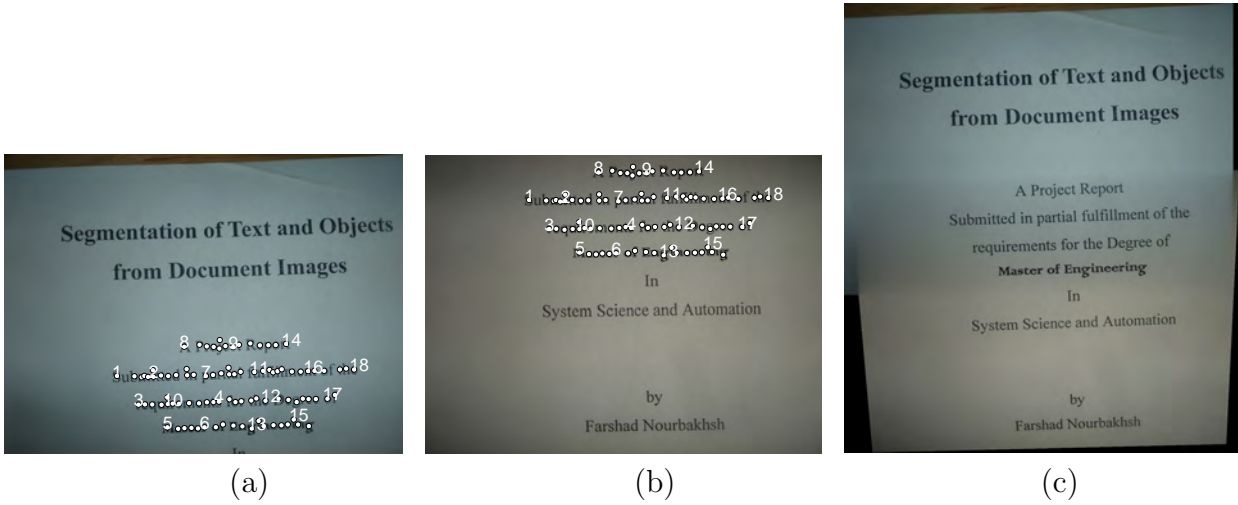 Segmentation of Text and Objects
from Document Images
8 9 14
1 2 7 11 16 18
3 10 4 12 17
5 6 13 15
In
(a)
8 9 14
1 2 7 11 16 18
3 10 4 12 17
5 6 13 15
In
System Science and Automation
by
Farshad Nourbakhsh
(b)
Segmentation of Text and Objects
from Document Images
A Project Report
Submitted in partial fulfillment of the
requirements for the Degree of
Master of Engineering
In
System Science and Automation
by
Farshad Nourbakhsh
(c)